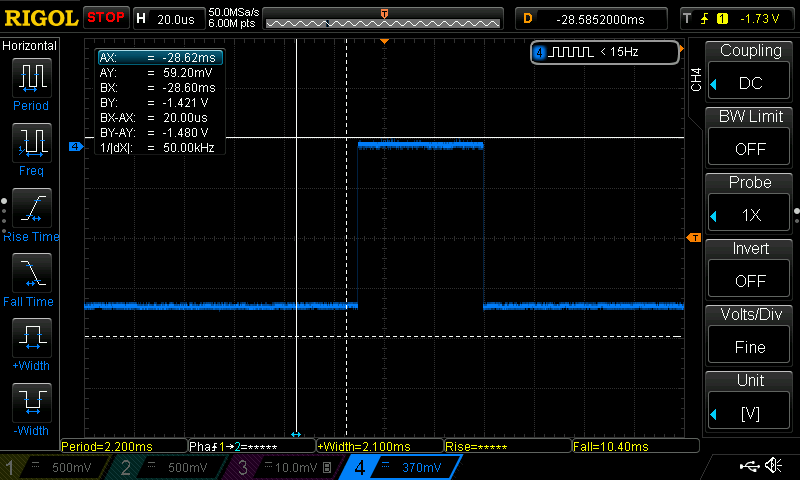 RIGOL STOP H 20.0us 50.0MSa/s 6.00M pts T D -28.5852000ms T 1 -1.73 V
Horizontal
Period
Freq
Rise Time
Fall Time
+Width
-Width
AX: = -28.62ms
AY: = 59.20mV
BX: = -28.60ms
BY: = -1.421 V
BX-AX: = 20.00us
BY-AY: = -1.480 V
1/|dX|: = 50.00kHz
4 < 15Hz
4
T
CH4
Coupling
DC
BW Limit
OFF
Probe
1X
Invert
OFF
Volts/Div
Fine
Unit
[V]
Period=2.200ms Pha 1→2=***** +Width=2.100ms Rise=***** Fall=10.40ms
1 500mV 2 500mV 3 10.0mV B 4 370mV